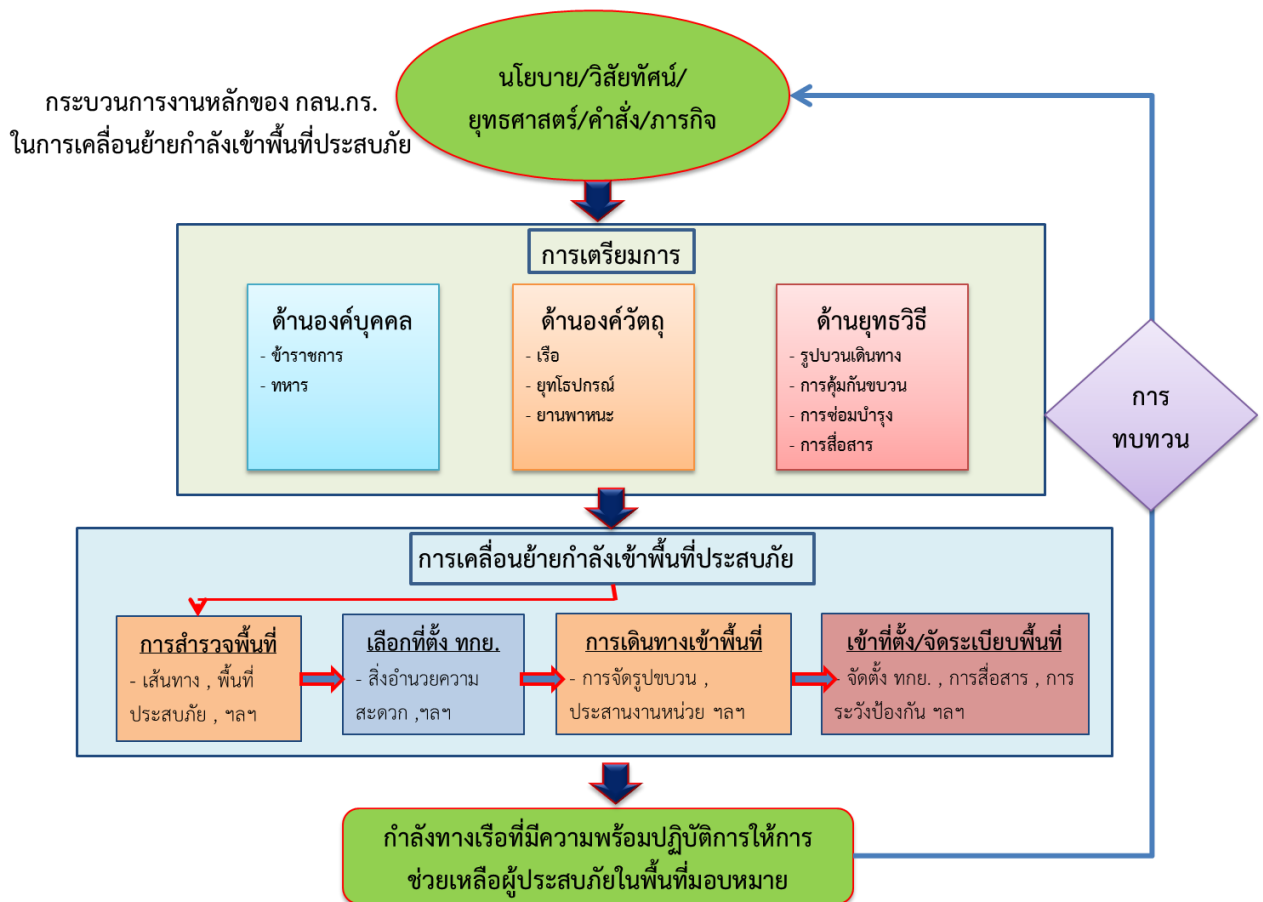 นโยบาย/วิสัยทัศน์/
ยุทธศาสตร์/คำสั่ง/ภารกิจ
กระบวนการงานหลักของ กลน.กร.
ในการเคลื่อนย้ายกำลังเข้าพื้นที่ประสบภัย
การเตรียมการ
ด้านองค์บุคคล
- ข้าราชการ
- ทหาร
ด้านองค์วัตถุ
- เรือ
- ยุทโธปกรณ์
- ยานพาหนะ
ด้านยุทธวิธี
- รูปบวนเดินทาง
- การคุ้มกันขบวน
- การซ่อมบำรุง
- การสื่อสาร
การ
ทบทวน
การเคลื่อนย้ายกำลังเข้าพื้นที่ประสบภัย
การสำรวจพื้นที่
- เส้นทาง , พื้นที่
ประสบภัย , ฯลฯ
เลือกที่ตั้ง ทกย.
- สิ่งอำนวยความ
สะดวก ,ฯลฯ
การเดินทางเข้าพื้นที่
- การจัดรูปขบวน ,
ประสานงานหน่วย ฯลฯ
เข้าที่ตั้ง/จัดระเบียบพื้นที่
- จัดตั้ง ทกย. , การสื่อสาร , การ
ระวังป้องกัน ฯลฯ
กำลังทางเรือที่มีความพร้อมปฏิบัติการให้การ
ช่วยเหลือผู้ประสบภัยในพื้นที่มอบหมาย